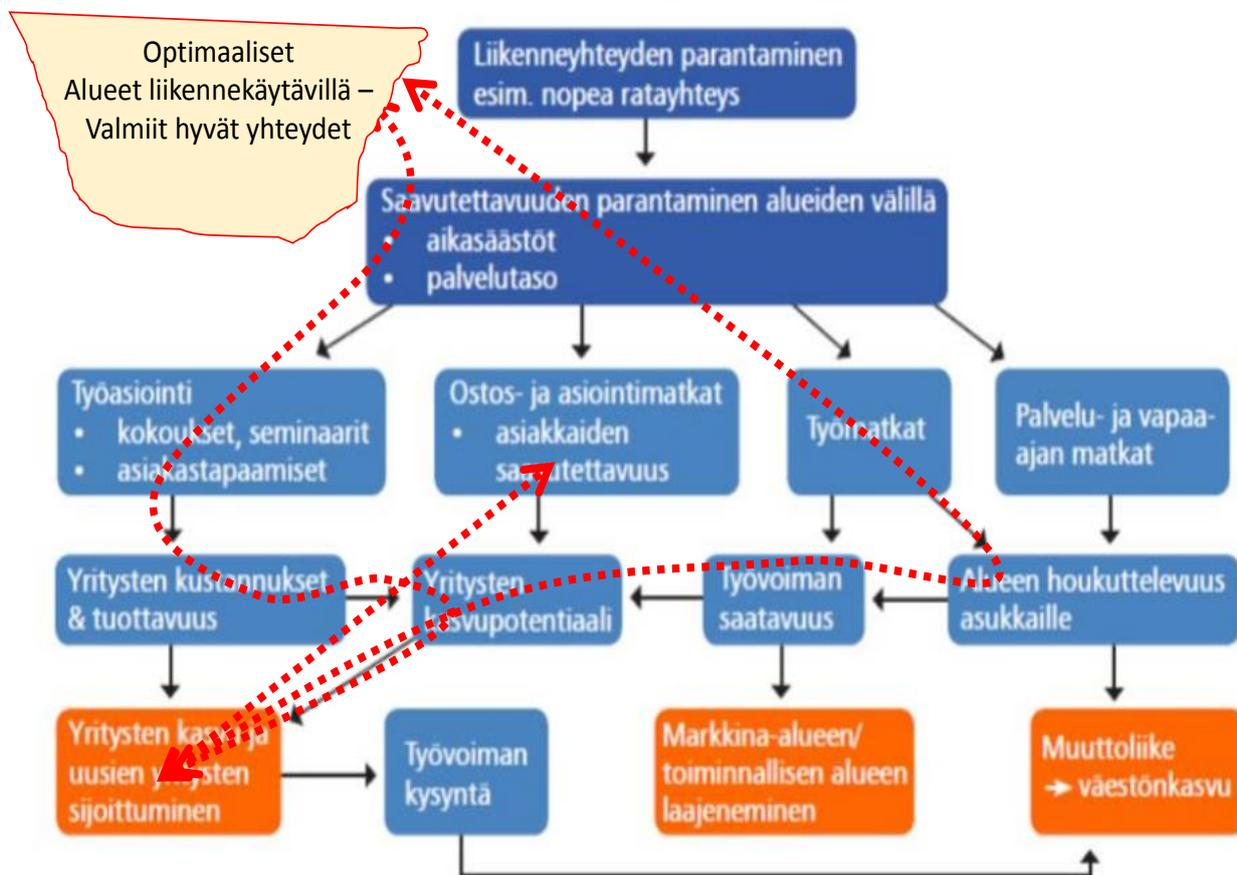 Optimaaliset
Alueet liikennekäytävillä –
Valmiit hyvät yhteydet
Liikenneyhteyden parantaminen
esim. nopea ratayhteys
Saavutettavuuden parantaminen alueiden välillä
• aikasäästöt
• palvelutaso
Työasiointi
• kokoukset, seminaarit
• asiakastapaamiset
Ostos- ja asiointimatkat
• asiakkaiden
saavutettavuus
Työmatkat
Palvelu- ja vapaa-
ajan matkat
Yritysten kustannukset
& tuottavuus
Yritysten
kasvupotentiaali
Työvoiman
saatavuus
Alueen houkuttelevuus
asukkaille
Yritysten kasvu ja
uusien yritysten
sijoittuminen
Työvoiman
kysyntä
Markkina-alueen/
toiminnallisen alueen
laajeneminen
Muuttoliike
→ väestönkasvu